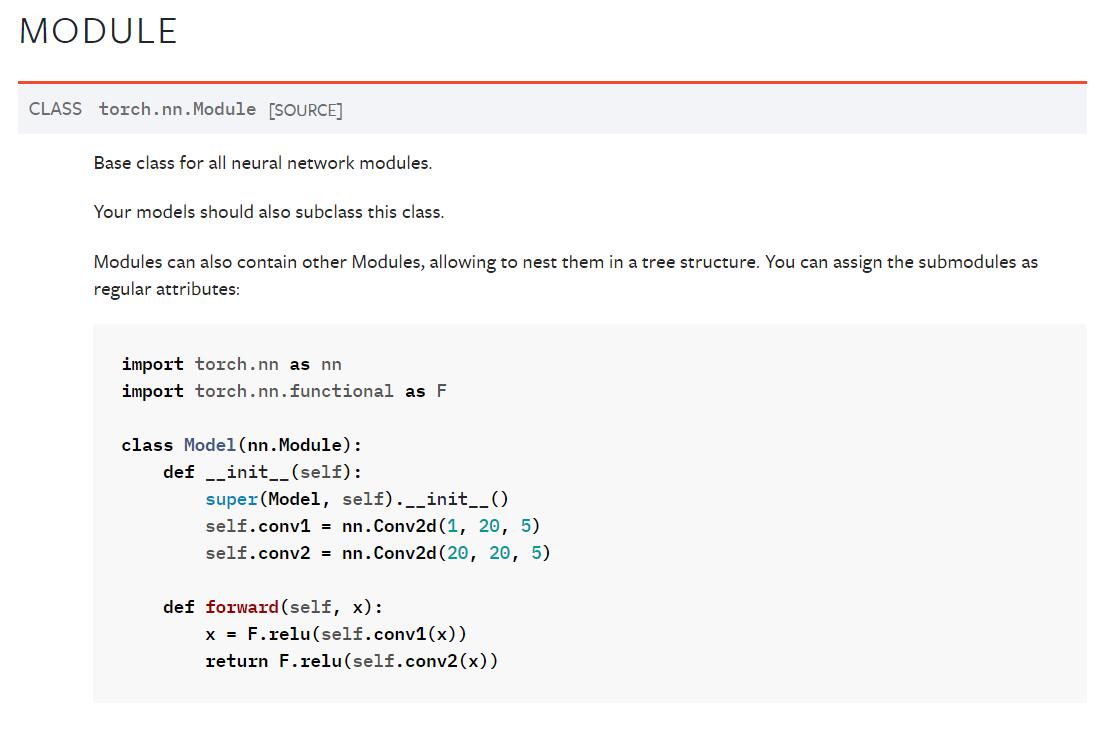 MODULE
CLASS torch.nn.Module [SOURCE]
Base class for all neural network modules.
Your models should also subclass this class.
Modules can also contain other Modules, allowing to nest them in a tree structure. You can assign the submodules as
regular attributes:
import torch.nn as nn
import torch.nn.functional as F
class Model(nn.Module):
    def __init__(self):
        super(Model, self).__init__()
        self.conv1 = nn.Conv2d(1, 20, 5)
        self.conv2 = nn.Conv2d(20, 20, 5)
    def forward(self, x):
        x = F.relu(self.conv1(x))
        return F.relu(self.conv2(x))